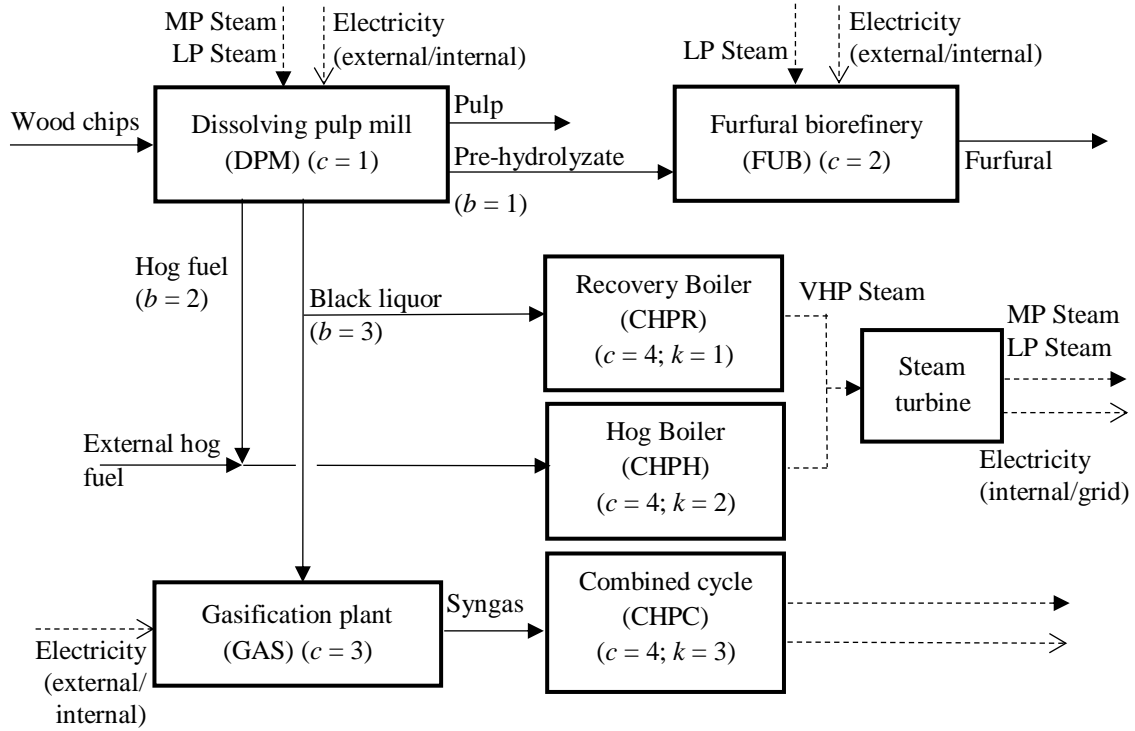 MP Steam
LP Steam
Electricity
(external/internal)
LP Steam
Electricity
(external/internal)
Wood chips
Dissolving pulp mill
(DPM) (c = 1)
Pulp
Pre-hydrolyzate
(b = 1)
Furfural biorefinery
(FUB) (c = 2)
Furfural
Hog fuel
(b = 2)
Black liquor
(b = 3)
Recovery Boiler
(CHPR)
(c = 4; k = 1)
VHP Steam
MP Steam
LP Steam
Steam
turbine
External hog
fuel
Hog Boiler
(CHPH)
(c = 4; k = 2)
Electricity
(internal/grid)
Gasification plant
(GAS) (c = 3)
Syngas
Combined cycle
(CHPC)
(c = 4; k = 3)
Electricity
(external/
internal)